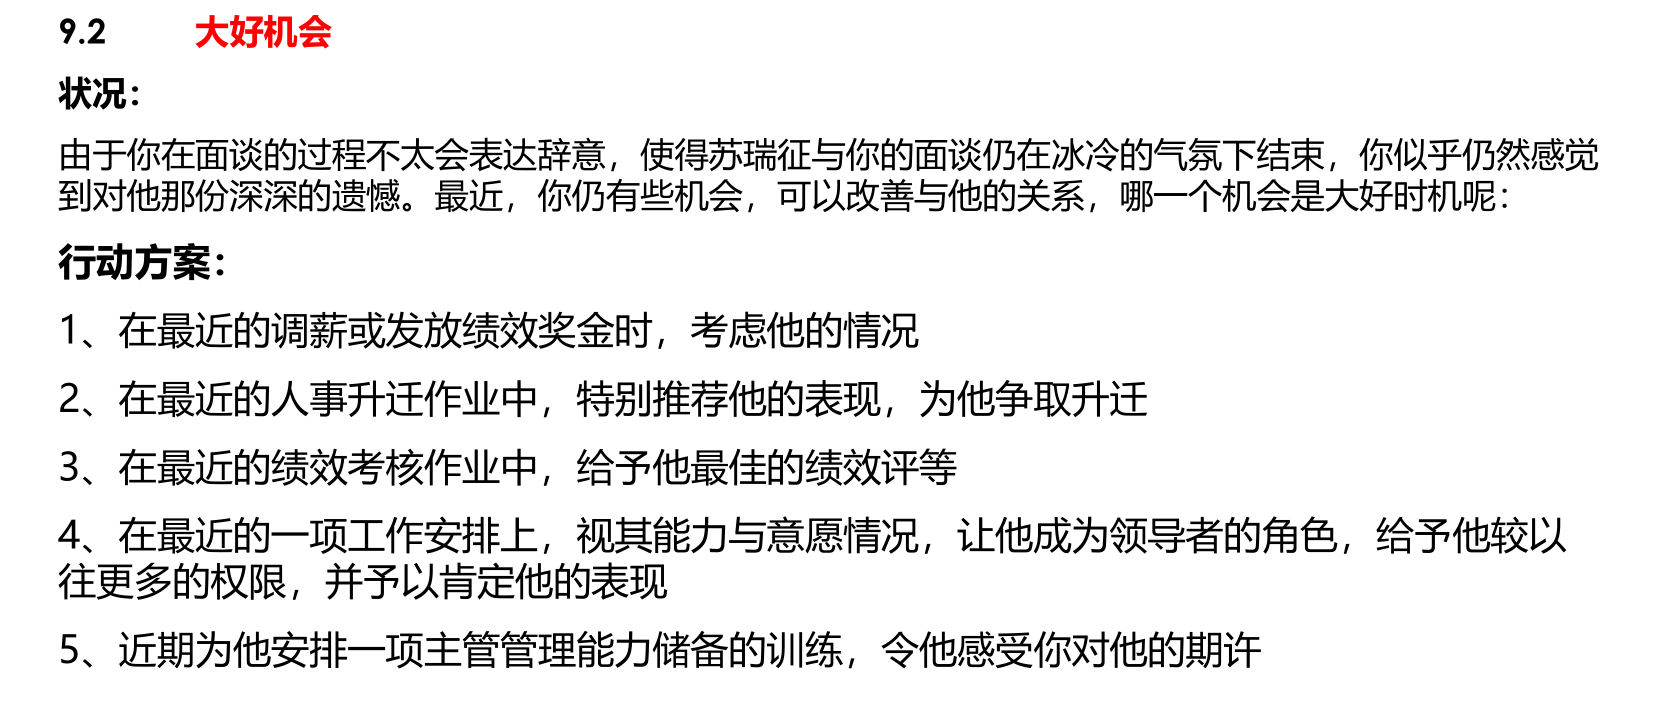 9.2 大好机会
状况：
由于你在面谈的过程不太会表达辞意，使得苏瑞征与你的面谈仍在冰冷的气氛下结束，你似乎仍然感觉
到对他那份深深的遗憾。最近，你仍有些机会，可以改善与他的关系，哪一个机会是大好时机呢：
行动方案：
1、在最近的调薪或发放绩效奖金时，考虑他的情况
2、在最近的人事升迁作业中，特别推荐他的表现，为他争取升迁
3、在最近的绩效考核作业中，给予他最佳的绩效评等
4、在最近的一项工作安排上，视其能力与意愿情况，让他成为领导者的角色，给予他较以
往更多的权限，并予以肯定他的表现
5、近期为他安排一项主管管理能力储备的训练，令他感受你对他的期许